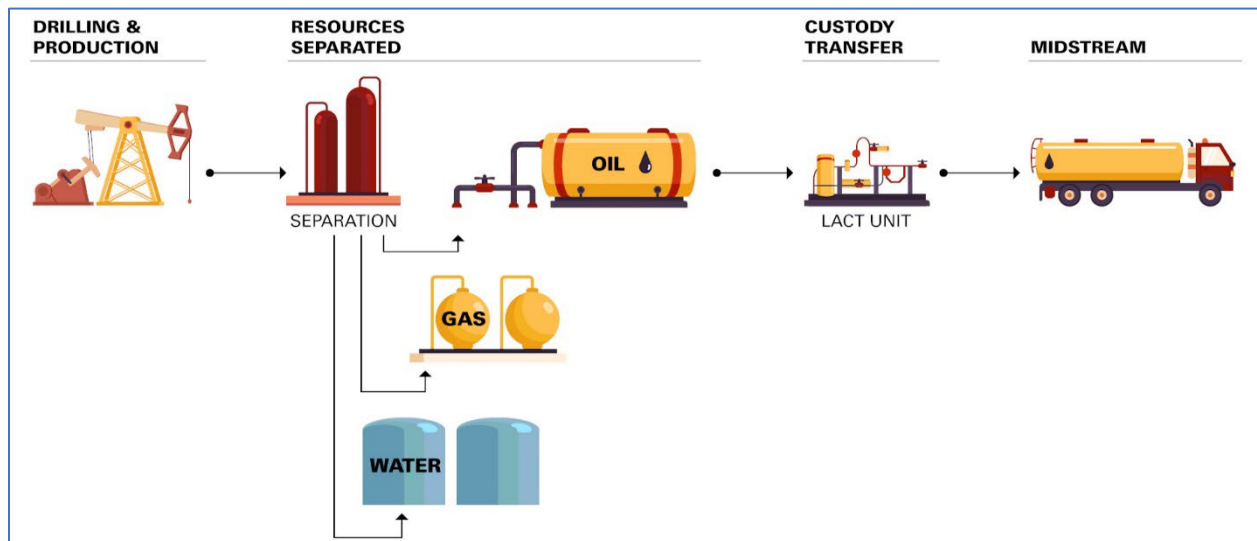 DRILLING &
PRODUCTION
RESOURCES
SEPARATED
CUSTODY
TRANSFER
MIDSTREAM
OIL
SEPARATION
LACT UNIT
GAS
WATER